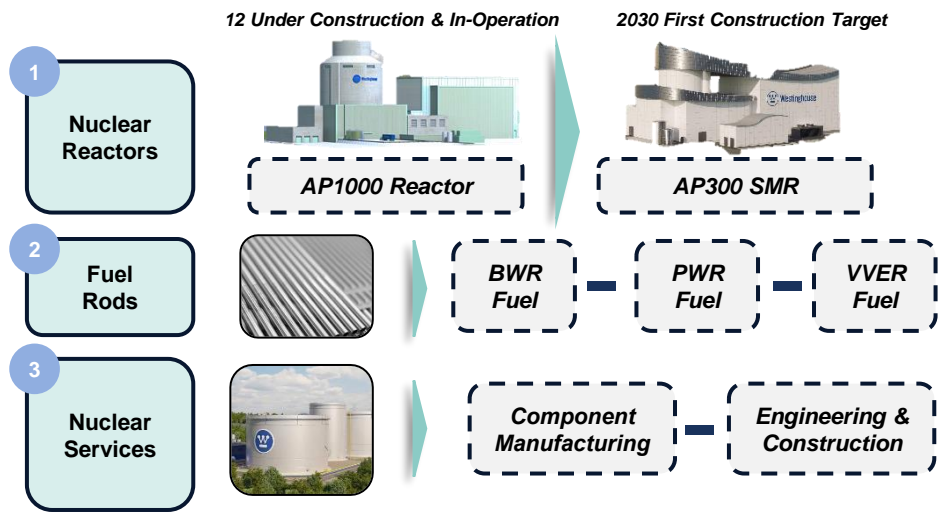 12 Under Construction & In-Operation
2030 First Construction Target
1
Nuclear
Reactors
Westinghouse
AP1000 Reactor
AP300 SMR
2
Fuel
Rods
BWR
Fuel
PWR
Fuel
VVER
Fuel
3
Nuclear
Services
W
Component
Manufacturing
Engineering &
Construction